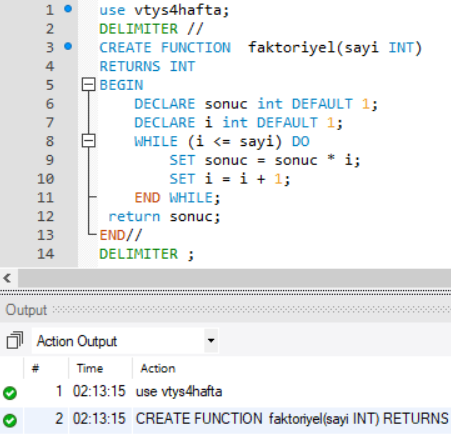 1 use vtys4hafta;
2 DELIMITER //
3 CREATE FUNCTION  faktoriyel(sayi INT)
4 RETURNS INT
5 BEGIN
6     DECLARE sonuc int DEFAULT 1;
7     DECLARE i int DEFAULT 1;
8     WHILE (i <= sayi) DO
9         SET sonuc = sonuc * i;
10         SET i = i + 1;
11     END WHILE;
12  return sonuc;
13 END//
14 DELIMITER ;
Output
Action Output
# Time Action
1 02:13:15 use vtys4hafta
2 02:13:15 CREATE FUNCTION faktoriyel(sayi INT) RETURNS